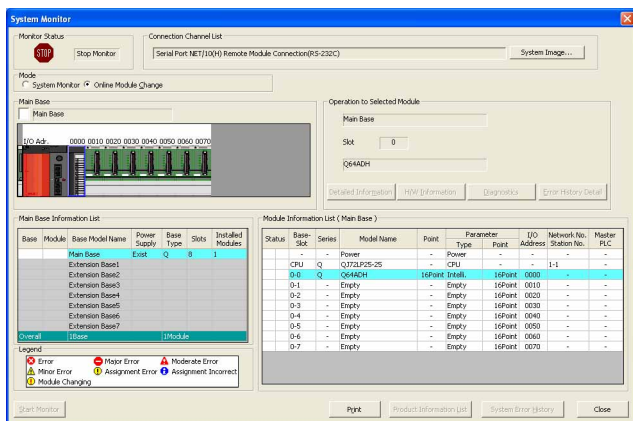 System Monitor
Monitor Status
STOP
Stop Monitor
Connection Channel List
Serial Port NET/10(H) Remote Module Connection(RS-232C)
System Image...
Mode
System Monitor Online Module Change
Main Base
Main Base
I/O Adr. 0000 0010 0020 0030 0040 0050 0060 0070
Operation to Selected Module
Main Base
Slot 0
Q64ADH
Detailed Information H/W Information Diagnostics Error History Detail
Main Base Information List
Base Module Base Model Name Power Supply Base Type Slots Installed Modules
Main Base Exist Q 8 1
Extension Base1
Extension Base2
Extension Base3
Extension Base4
Extension Base5
Extension Base6
Extension Base7
Overall 1Base 1Module
Legend
Error Major Error Moderate Error
Minor Error Assignment Error Assignment Incorrect
Module Changing
Module Information List ( Main Base )
Status Base-Slot Series Model Name Point Parameter Type Point I/O Address Network No. Station No. Master PLC
- - Power - Power - - - -
CPU Q QJ72LP25-25 - CPU - - 1-1
0-0 Q Q64ADH 16Point Intelli. 16Point 0000 - -
0-1 - Empty - Empty 16Point 0010 - -
0-2 - Empty - Empty 16Point 0020 - -
0-3 - Empty - Empty 16Point 0030 - -
0-4 - Empty - Empty 16Point 0040 - -
0-5 - Empty - Empty 16Point 0050 - -
0-6 - Empty - Empty 16Point 0060 - -
0-7 - Empty - Empty 16Point 0070 - -
Start Monitor Print Product Information List System Error History Close